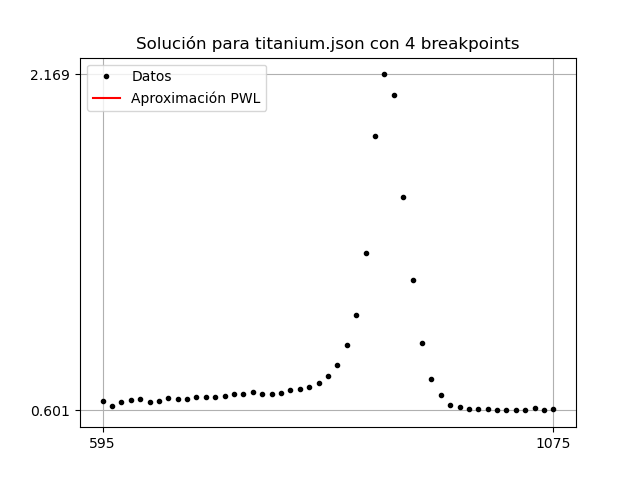 Solución para titanium.json con 4 breakpoints
2.169
Datos
Aproximación PWL
0.601
595
1075